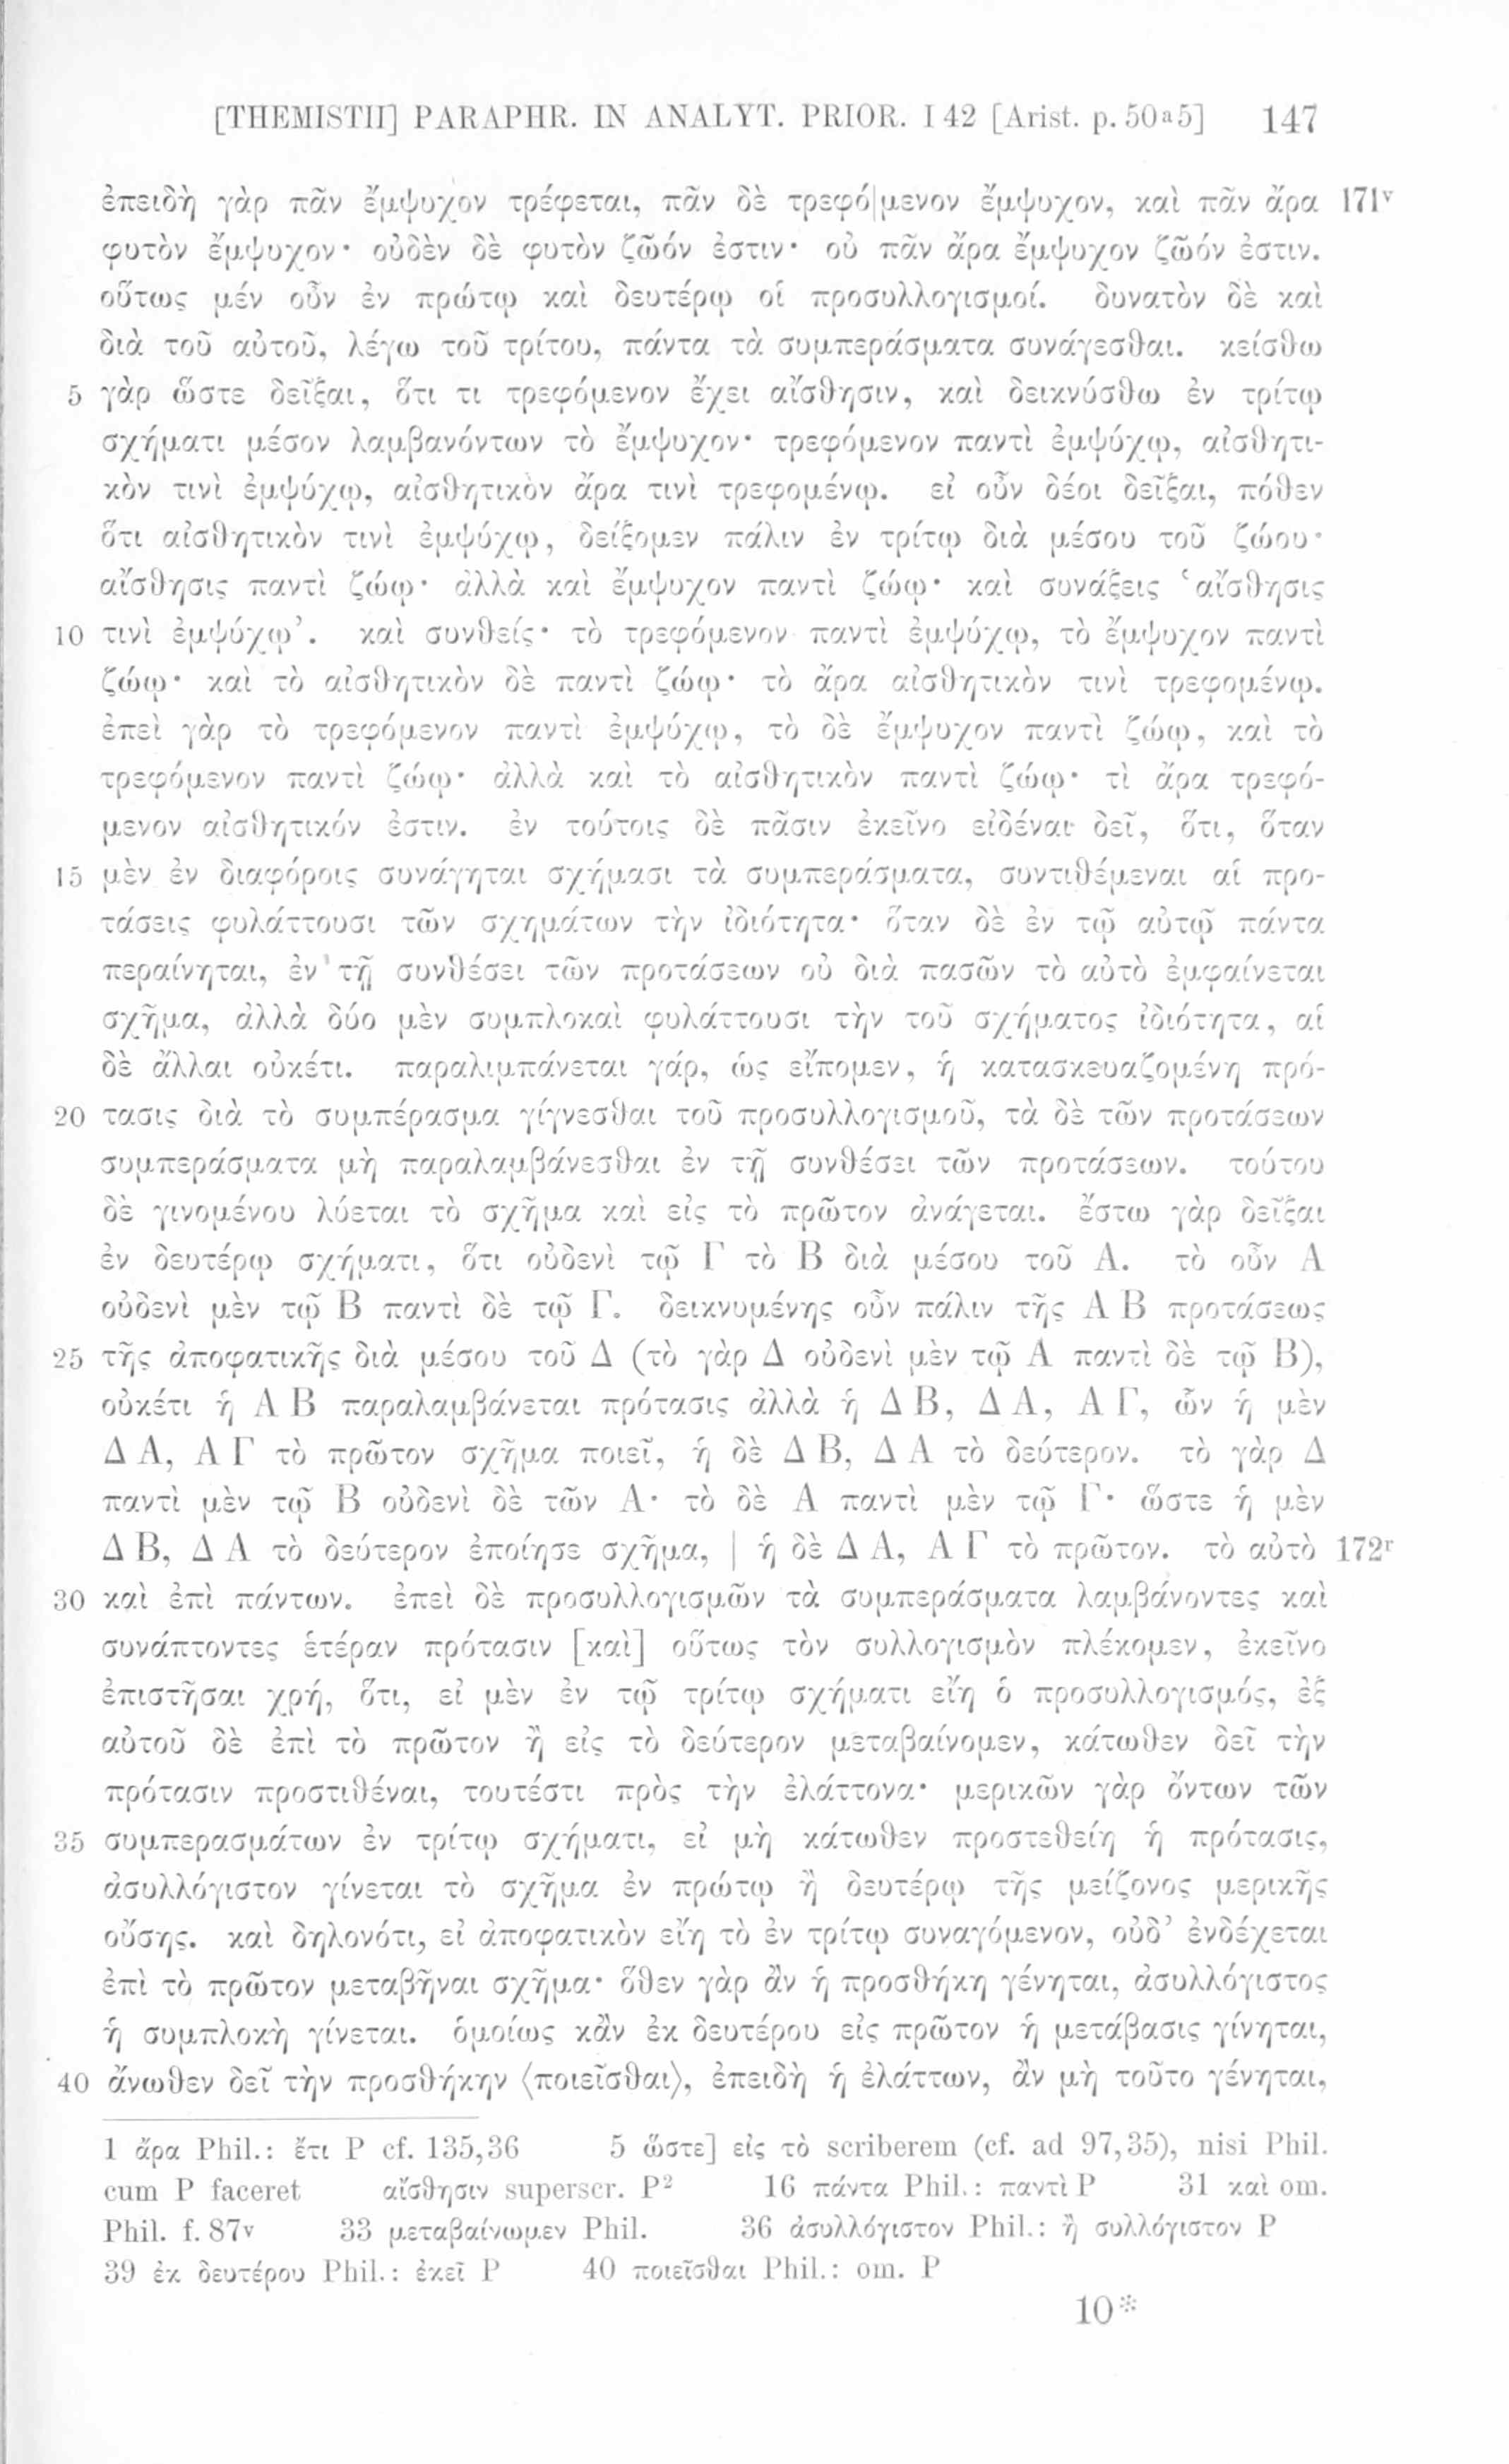 [THEMISTII] PARAPHR. IN ANALYT. PRIOR. I 42 [Arist. p. 50a5] 147
ἐπειδὴ γὰρ πᾶν ἔμψυχον τρέφεται, πᾶν δὲ τρεφό|μενον ἔμψυχον, καὶ πᾶν ἄρα 171v
φυτὸν ἔμψυχον· οὐδὲν δὲ φυτὸν ζῶόν ἐστιν· οὐ πᾶν ἄρα ἔμψυχον ζῶόν ἐστιν.
οὕτως μέν οὖν ἐν πρώτῳ καὶ δευτέρῳ οἱ προσυλλογισμοί. δυνατὸν δὲ καὶ
διὰ τοῦ αὐτοῦ, λέγω τοῦ τρίτου, πάντα τὰ συμπεράσματα συνάγεσθαι. κείσθω
5 γὰρ ὥστε δεῖξαι, ὅτι τι τρεφόμενον ἔχει αἴσθησιν, καὶ δεικνύσθω ἐν τρίτῳ
σχήματι μέσον λαμβανόντων τὸ ἔμψυχον· τρεφόμενον παντὶ ἐμψύχῳ, αἰσθητι-
κὸν τινὶ ἐμψύχῳ, αἰσθητικὸν ἄρα τινὶ τρεφομένῳ. εἰ οὖν δέοι δεῖξαι, πόθεν
ὅτι αἰσθητικὸν τινὶ ἐμψύχῳ, δείξομεν πάλιν ἐν τρίτῳ διὰ μέσου τοῦ ζώου·
αἴσθησις παντὶ ζώῳ· ἀλλὰ καὶ ἔμψυχον παντὶ ζώῳ· καὶ συνάξεις ‘αἴσθησις
10 τινὶ ἐμψύχῳ’. καὶ συνθείς· τὸ τρεφόμενον παντὶ ἐμψύχῳ, τὸ ἔμψυχον παντὶ
ζώῳ· καὶ τὸ αἰσθητικὸν δὲ παντὶ ζώῳ· τὸ ἄρα αἰσθητικὸν τινὶ τρεφομένῳ.
ἐπεὶ γὰρ τὸ τρεφόμενον παντὶ ἐμψύχῳ, τὸ δὲ ἔμψυχον παντὶ ζώῳ, καὶ τὸ
τρεφόμενον παντὶ ζώῳ· ἀλλὰ καὶ τὸ αἰσθητικὸν παντὶ ζώῳ· τὶ ἄρα τρεφό-
μενον αἰσθητικόν ἐστιν. ἐν τούτοις δὲ πᾶσιν ἐκεῖνο εἰδέναι δεῖ, ὅτι, ὅταν
15 μὲν ἐν διαφόροις συνάγηται σχήμασι τὰ συμπεράσματα, συντιθέμεναι αἱ προ-
τάσεις φυλάττουσι τῶν σχημάτων τὴν ἰδιότητα· ὅταν δὲ ἐν τῷ αὐτῷ πάντα
περαίνηται, ἐν τῇ συνθέσει τῶν προτάσεων οὐ διὰ πασῶν τὸ αὐτὸ ἐμφαίνεται
σχῆμα, ἀλλὰ δύο μὲν συμπλοκαὶ φυλάττουσι τὴν τοῦ σχήματος ἰδιότητα, αἱ
δὲ ἄλλαι οὐκέτι. παραλιμπάνεται γάρ, ὡς εἴπομεν, ἡ κατασκευαζομένη πρό-
20 τασις διὰ τὸ συμπέρασμα γίγνεσθαι τοῦ προσυλλογισμοῦ, τὰ δὲ τῶν προτάσεων
συμπεράσματα μὴ παραλαμβάνεσθαι ἐν τῇ συνθέσει τῶν προτάσεων. τούτου
δὲ γινομένου λύεται τὸ σχῆμα καὶ εἰς τὸ πρῶτον ἀνάγεται. ἔστω γὰρ δεῖξαι
ἐν δευτέρῳ σχήματι, ὅτι οὐδενὶ τῷ Γ τὸ Β διὰ μέσου τοῦ Α. τὸ οὖν Α
οὐδενὶ μὲν τῷ Β παντὶ δὲ τῷ Γ. δεικνυμένης οὖν πάλιν τῆς Α Β προτάσεως
25 τῆς ἀποφατικῆς διὰ μέσου τοῦ Δ (τὸ γὰρ Δ οὐδενὶ μὲν τῷ Α παντὶ δὲ τῷ Β),
οὐκέτι ἡ Α Β παραλαμβάνεται πρότασις ἀλλὰ ἡ Δ Β, Δ Α, Α Γ, ὧν ἡ μὲν
Δ Α, Α Γ τὸ πρῶτον σχῆμα ποιεῖ, ἡ δὲ Δ Β, Δ Α τὸ δεύτερον. τὸ γὰρ Δ
παντὶ μὲν τῷ Β οὐδενὶ δὲ τῶν Α· τὸ δὲ Α παντὶ μὲν τῷ Γ· ὥστε ἡ μὲν
Δ Β, Δ Α τὸ δεύτερον ἐποίησε σχῆμα, | ἡ δὲ Δ Α, Α Γ τὸ πρῶτον. τὸ αὐτὸ 172r
30 καὶ ἐπὶ πάντων. ἐπεὶ δὲ προσυλλογισμῶν τὰ συμπεράσματα λαμβάνοντες καὶ
συνάπτοντες ἑτέραν πρότασιν [καὶ] οὕτως τὸν συλλογισμὸν πλέκομεν, ἐκεῖνο
ἐπιστῆσαι χρή, ὅτι, εἰ μὲν ἐν τῷ τρίτῳ σχήματι εἴη ὁ προσυλλογισμός, ἐξ
αὐτοῦ δὲ ἐπὶ τὸ πρῶτον ἢ εἰς τὸ δεύτερον μεταβαίνομεν, κάτωθεν δεῖ τὴν
πρότασιν προστιθέναι, τουτέστι πρὸς τὴν ἐλάττονα· μερικῶν γὰρ ὄντων τῶν
35 συμπερασμάτων ἐν τρίτῳ σχήματι, εἰ μὴ κάτωθεν προστεθείη ἡ πρότασις,
ἀσυλλόγιστον γίνεται τὸ σχῆμα ἐν πρώτῳ ἢ δευτέρῳ τῆς μείζονος μερικῆς
οὔσης. καὶ δηλονότι, εἰ ἀποφατικὸν εἴη τὸ ἐν τρίτῳ συναγόμενον, οὐδ’ ἐνδέχεται
ἐπὶ τὸ πρῶτον μεταβῆναι σχῆμα· ὅθεν γὰρ ἂν ἡ προσθήκη γένηται, ἀσυλλόγιστος
ἡ συμπλοκὴ γίνεται. ὁμοίως κἂν ἐκ δευτέρου εἰς πρῶτον ἡ μετάβασις γίνηται,
40 ἄνωθεν δεῖ τὴν προσθήκην ⟨ποιεῖσθαι⟩, ἐπειδὴ ἡ ἐλάττων, ἂν μὴ τοῦτο γένηται,
1 ἄρα Phil.: ἔτι P cf. 135,36 5 ὥστε] εἰς τὸ scriberem (cf. ad 97,35), nisi Phil.
cum P faceret αἴσθησιν superscr. P² 16 πάντα Phil.: παντὶ P 31 καὶ om.
Phil. f. 87v 33 μεταβαίνωμεν Phil. 36 ἀσυλλόγιστον Phil.: ἢ συλλόγιστον P
39 ἐκ δευτέρου Phil.: ἐκεῖ P 40 ποιεῖσθαι Phil.: om. P
10*